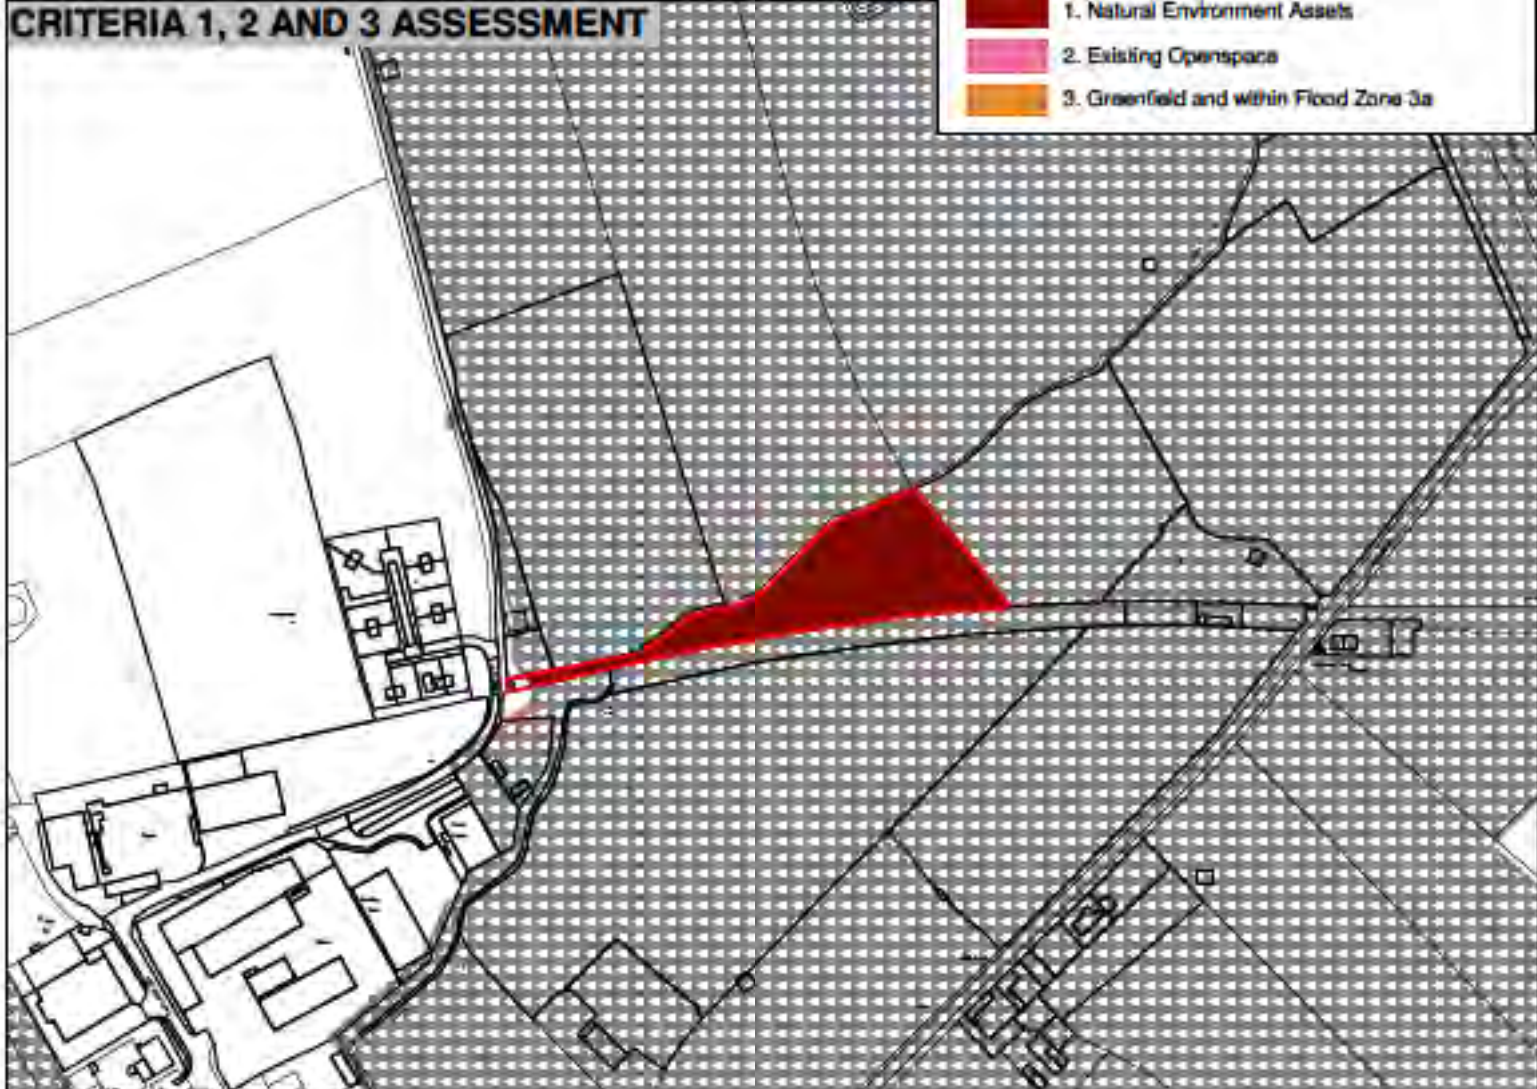 CRITERIA 1, 2 AND 3 ASSESSMENT
1. Natural Environment Assets
2. Existing Openspace
3. Greenfield and within Flood Zone 3a